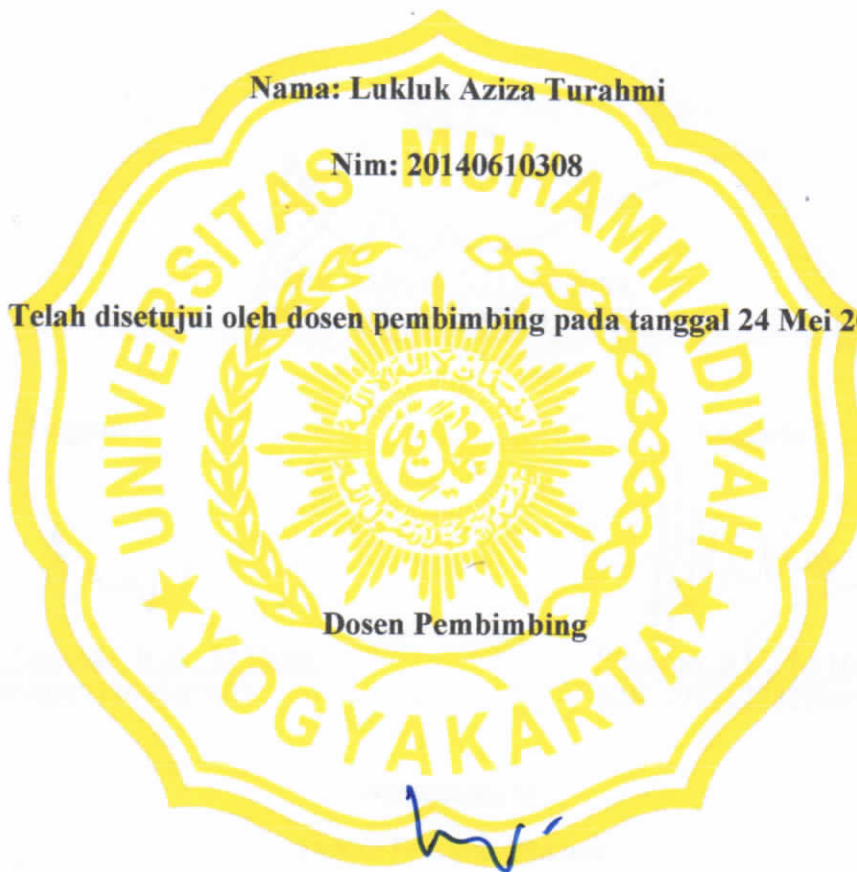 Nama: Lukluk Aziza Turahmi
Nim: 20140610308
UNIVERSITAS MUHAMMADIYAH
Telah disetujui oleh dosen pembimbing pada tanggal 24 Mei 2
Dosen Pembimbing
YOGYAKARTA